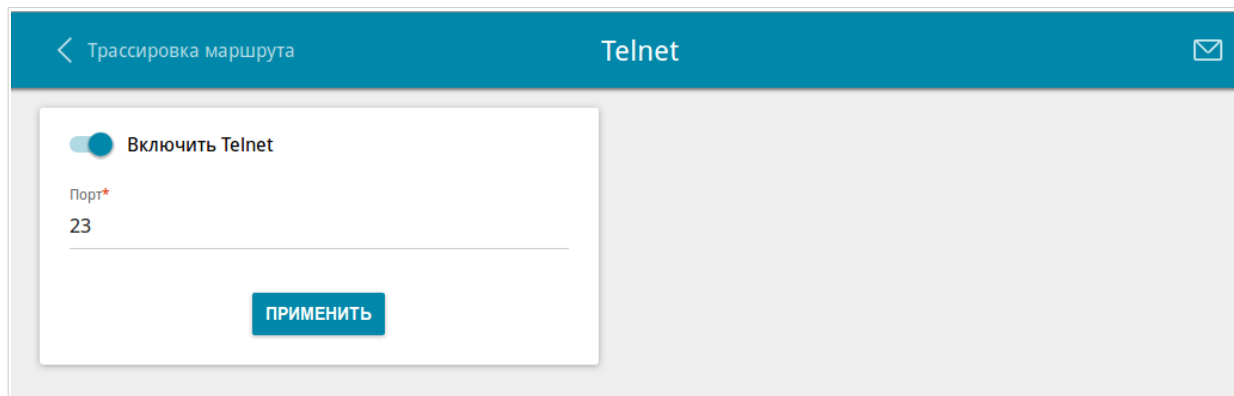 Трассировка маршрута
Telnet
Включить Telnet
Порт*
23
ПРИМЕНИТЬ